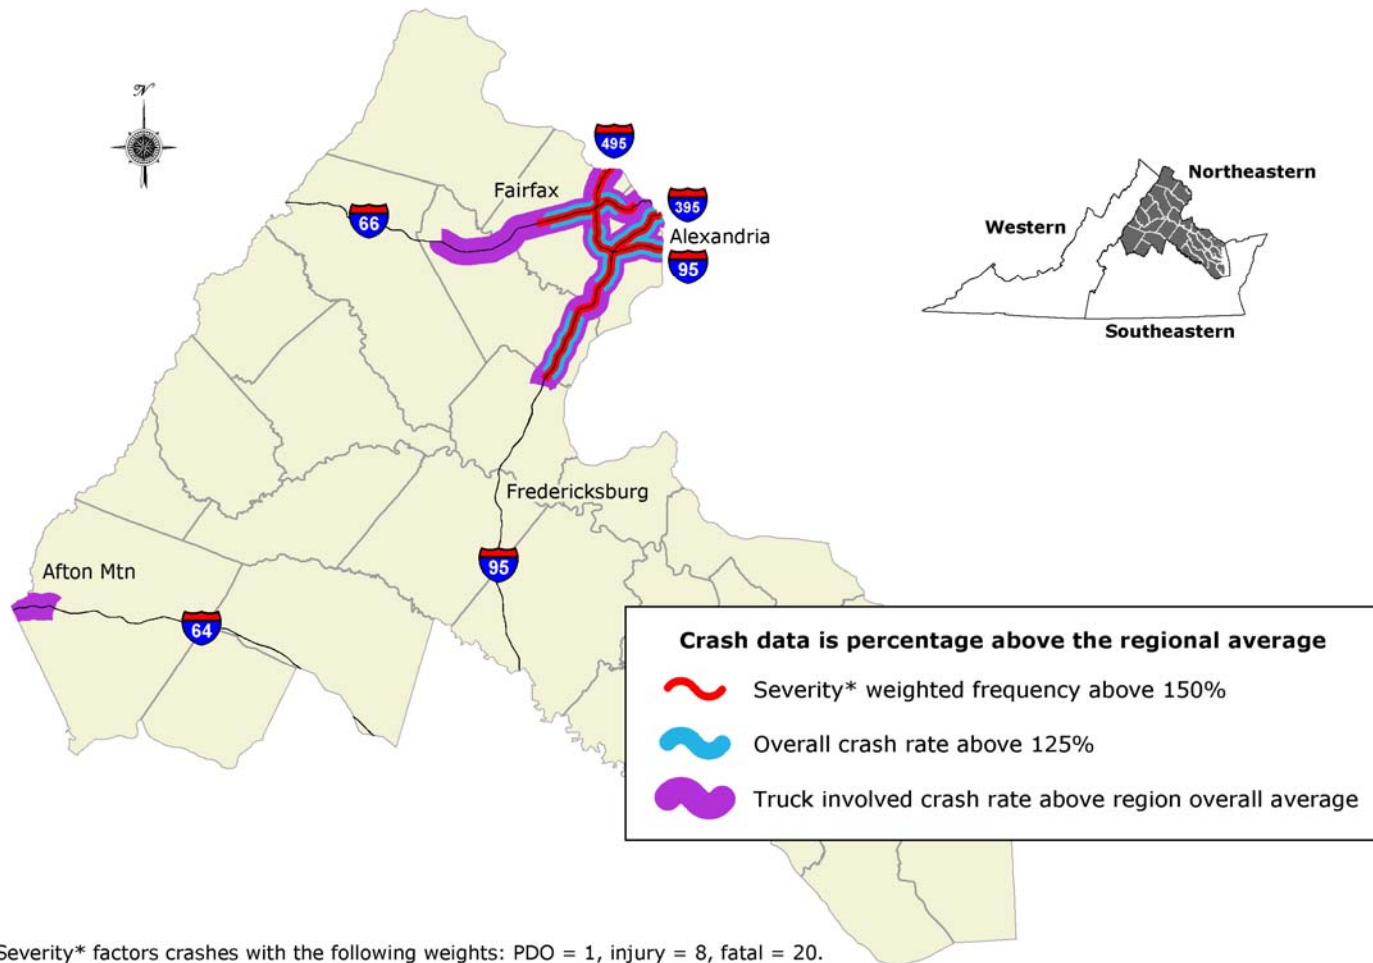 N
495
Fairfax
66
395
Alexandria
95
Northeastern
Western
Southeastern
Fredericksburg
95
Afton Mtn
64
Crash data is percentage above the regional average
Severity* weighted frequency above 150%
Overall crash rate above 125%
Truck involved crash rate above region overall average
Severity* factors crashes with the following weights: PDO = 1, injury = 8, fatal = 20.